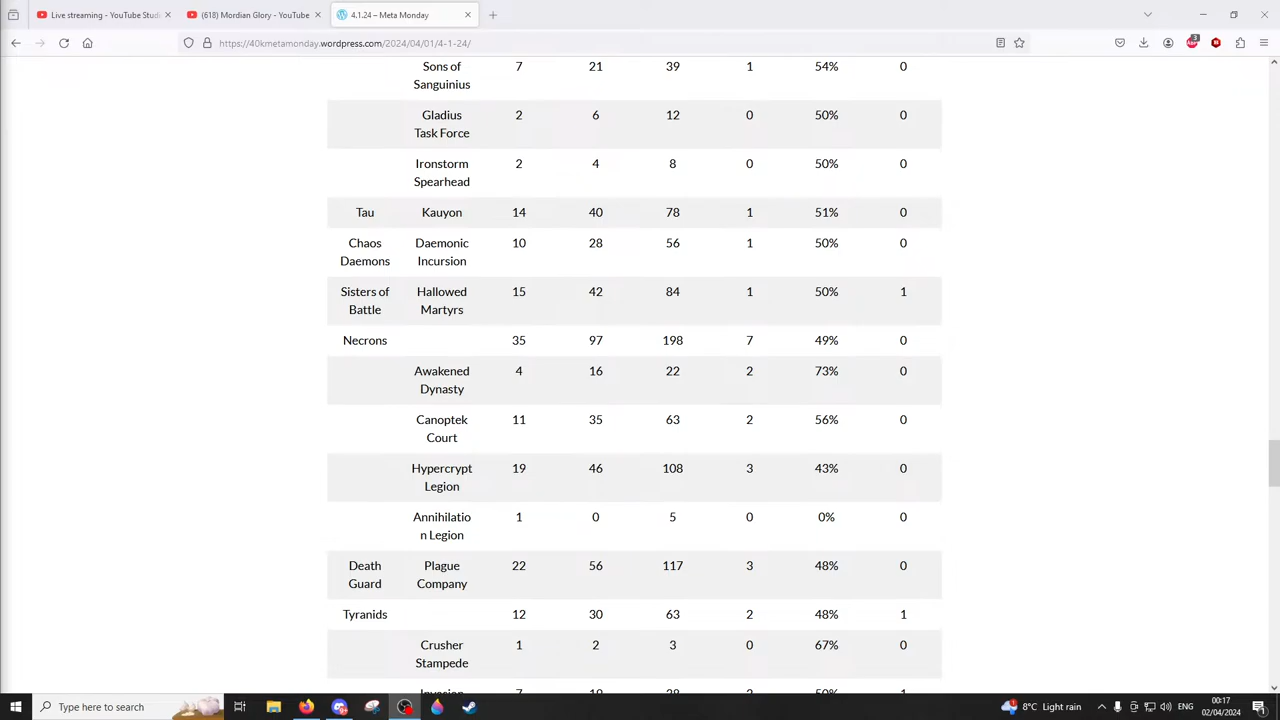 Live streaming - YouTube Studi
(618) Mordian Glory - YouTube
4.1.24 – Meta Monday
https://40kmetamonday.wordpress.com/2024/04/01/4-1-24/
Sons of Sanguinius 7 21 39 1 54% 0
Gladius Task Force 2 6 12 0 50% 0
Ironstorm Spearhead 2 4 8 0 50% 0
Tau Kauyon 14 40 78 1 51% 0
Chaos Daemons Daemonic Incursion 10 28 56 1 50% 0
Sisters of Battle Hallowed Martyrs 15 42 84 1 50% 1
Necrons 35 97 198 7 49% 0
Awakened Dynasty 4 16 22 2 73% 0
Canoptek Court 11 35 63 2 56% 0
Hypercrypt Legion 19 46 108 3 43% 0
Annihilatio n Legion 1 0 5 0 0% 0
Death Guard Plague Company 22 56 117 3 48% 0
Tyranids 12 30 63 2 48% 1
Crusher Stampede 1 2 3 0 67% 0
Type here to search
8°C Light rain
ENG
00:17
02/04/2024